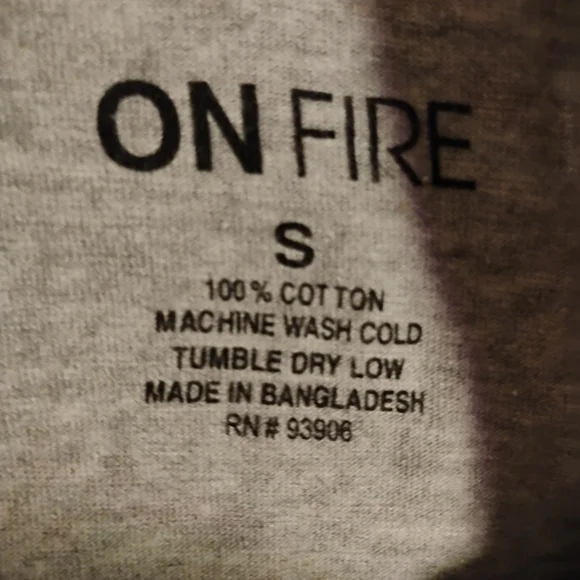 ON FIRE
S
100% COTTON
MACHINE WASH COLD
TUMBLE DRY LOW
MADE IN BANGLADESH
RN# 93906